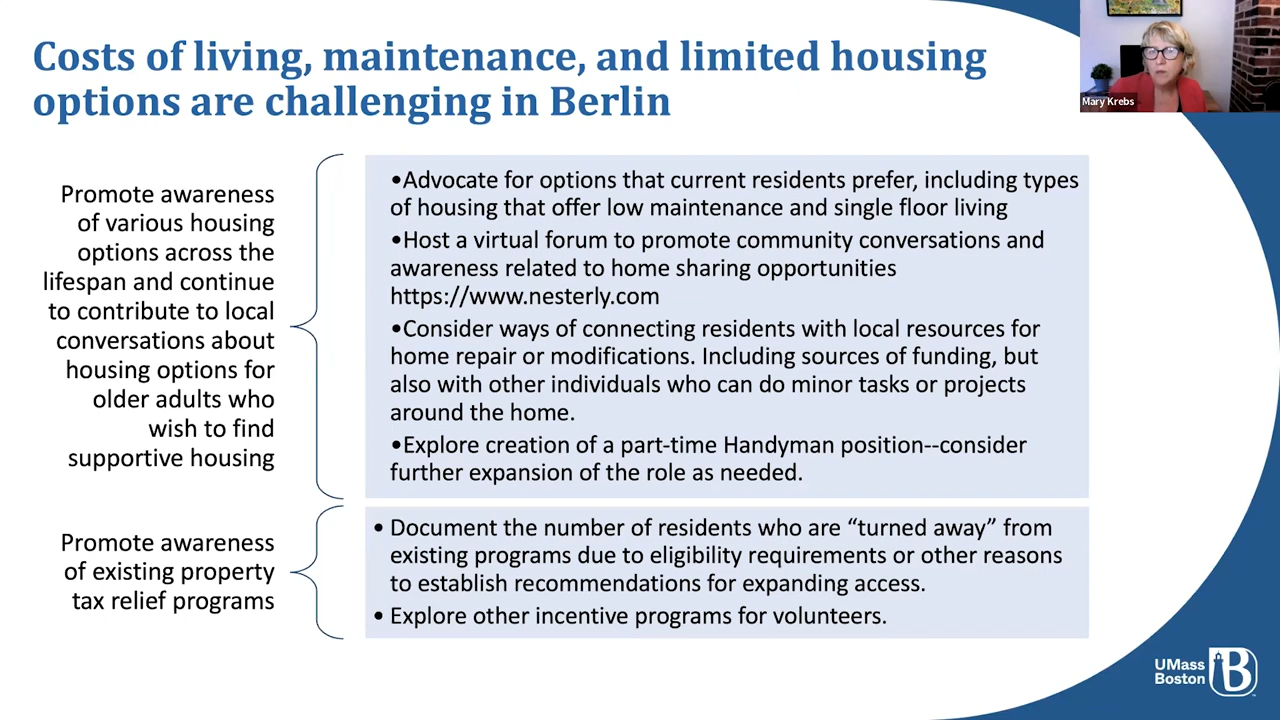 Costs of living, maintenance, and limited housing
options are challenging in Berlin
Mary Krebs
Promote awareness
of various housing
options across the
lifespan and continue
to contribute to local
conversations about
housing options for
older adults who
wish to find
supportive housing
•Advocate for options that current residents prefer, including types
of housing that offer low maintenance and single floor living
•Host a virtual forum to promote community conversations and
awareness related to home sharing opportunities
https://www.nesterly.com
•Consider ways of connecting residents with local resources for
home repair or modifications. Including sources of funding, but
also with other individuals who can do minor tasks or projects
around the home.
•Explore creation of a part-time Handyman position--consider
further expansion of the role as needed.
Promote awareness
of existing property
tax relief programs
• Document the number of residents who are “turned away” from
existing programs due to eligibility requirements or other reasons
to establish recommendations for expanding access.
• Explore other incentive programs for volunteers.
UMass
Boston
B